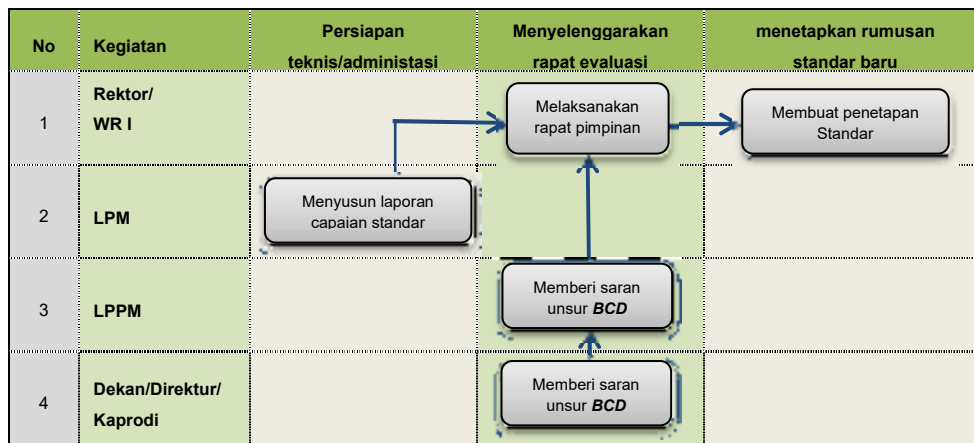 No
Kegiatan
Persiapan
teknis/administasi
Menyelenggarakan
rapat evaluasi
menetapkan rumusan
standar baru
1
Rektor/
WR I
Melaksanakan
rapat pimpinan
Membuat penetapan
Standar
2
LPM
Menyusun laporan
capaian standar
3
LPPM
Memberi saran
unsur BCD
4
Dekan/Direktur/
Kaprodi
Memberi saran
unsur BCD